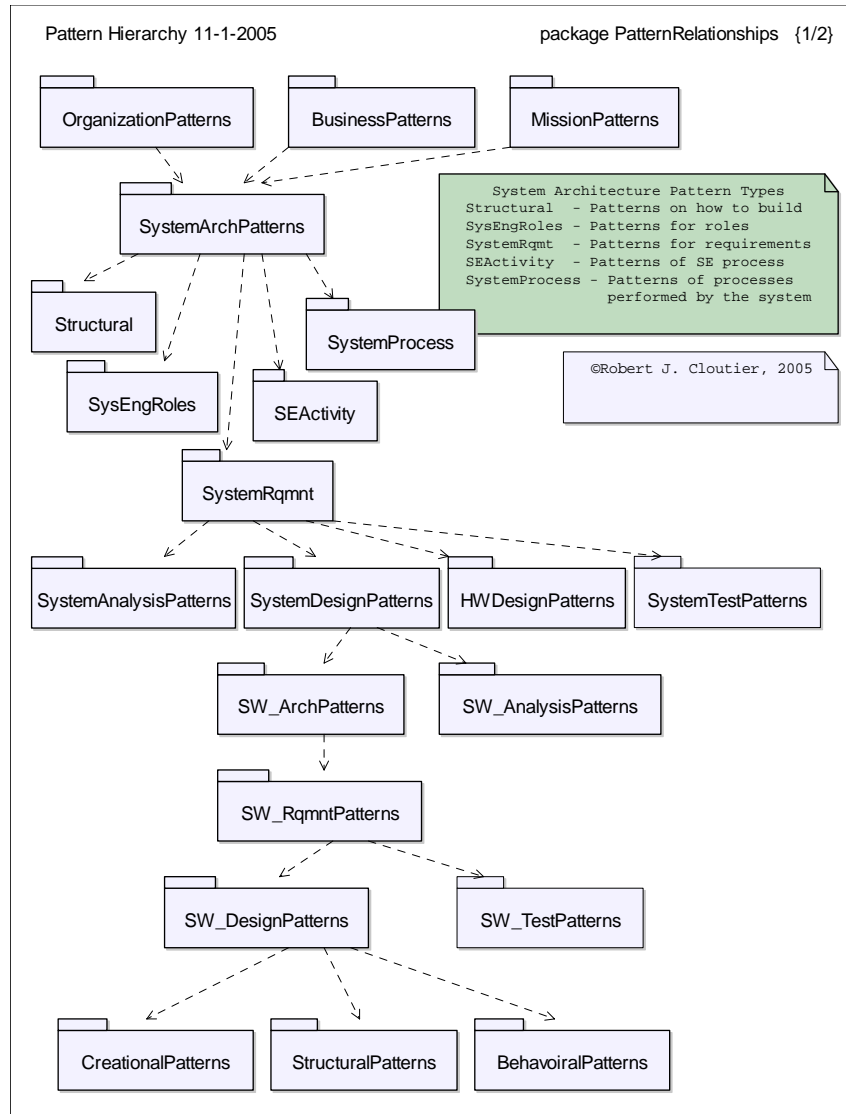 Pattern Hierarchy 11-1-2005
package PatternRelationships {1/2}
OrganizationPatterns
BusinessPatterns
MissionPatterns
SystemArchPatterns
System Architecture Pattern Types
Structural - Patterns on how to build
SysEngRoles - Patterns for roles
SystemRqmt - Patterns for requirements
SEActivity - Patterns of SE process
SystemProcess - Patterns of processes
performed by the system
Structural
SystemProcess
©Robert J. Cloutier, 2005
SysEngRoles
SEActivity
SystemRqmnt
SystemAnalysisPatterns
SystemDesignPatterns
HWDesignPatterns
SystemTestPatterns
SW_ArchPatterns
SW_AnalysisPatterns
SW_RqmntPatterns
SW_DesignPatterns
SW_TestPatterns
CreationalPatterns
StructuralPatterns
BehavoiralPatterns